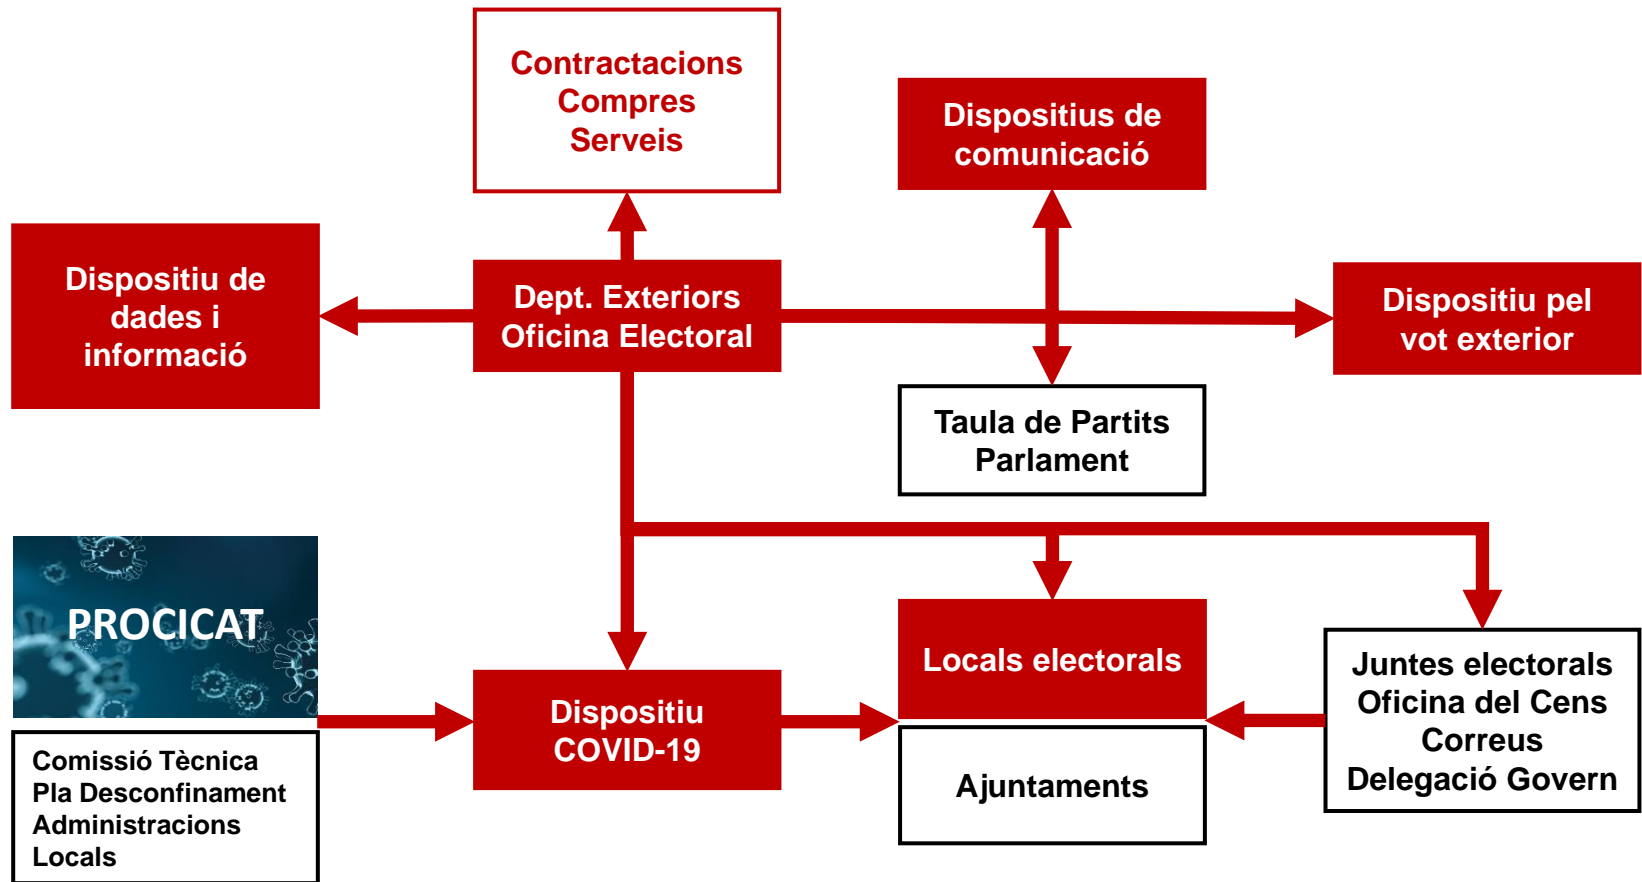 Contractacions
Compres
Serveis
Dispositius de
comunicació
Dispositiu de
dades i
informació
Dept. Exteriors
Oficina Electoral
Dispositiu pel
vot exterior
Taula de Partits
Parlament
PROCICAT
Comissió Tècnica
Pla Desconfinament
Administracions
Locals
Dispositiu
COVID-19
Locals electorals
Ajuntaments
Juntes electorals
Oficina del Cens
Correus
Delegació Govern